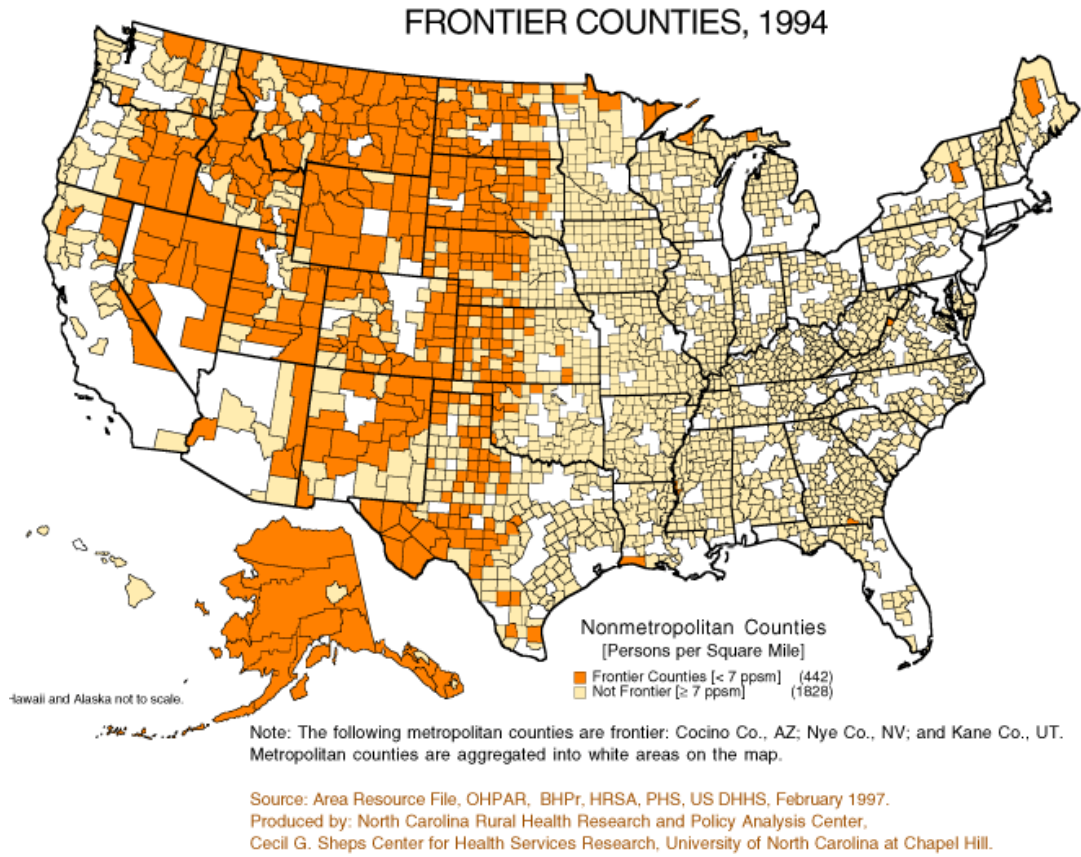 FRONTIER COUNTIES, 1994
Nonmetropolitan Counties
[Persons per Square Mile]
Frontier Counties [< 7 ppsm] (442)
Not Frontier [≥ 7 ppsm] (1828)
Hawaii and Alaska not to scale.
Note: The following metropolitan counties are frontier: Cocino Co., AZ; Nye Co., NV; and Kane Co., UT.
Metropolitan counties are aggregated into white areas on the map.
Source: Area Resource File, OHPAR, BHPr, HRSA, PHS, US DHHS, February 1997.
Produced by: North Carolina Rural Health Research and Policy Analysis Center,
Cecil G. Sheps Center for Health Services Research, University of North Carolina at Chapel Hill.